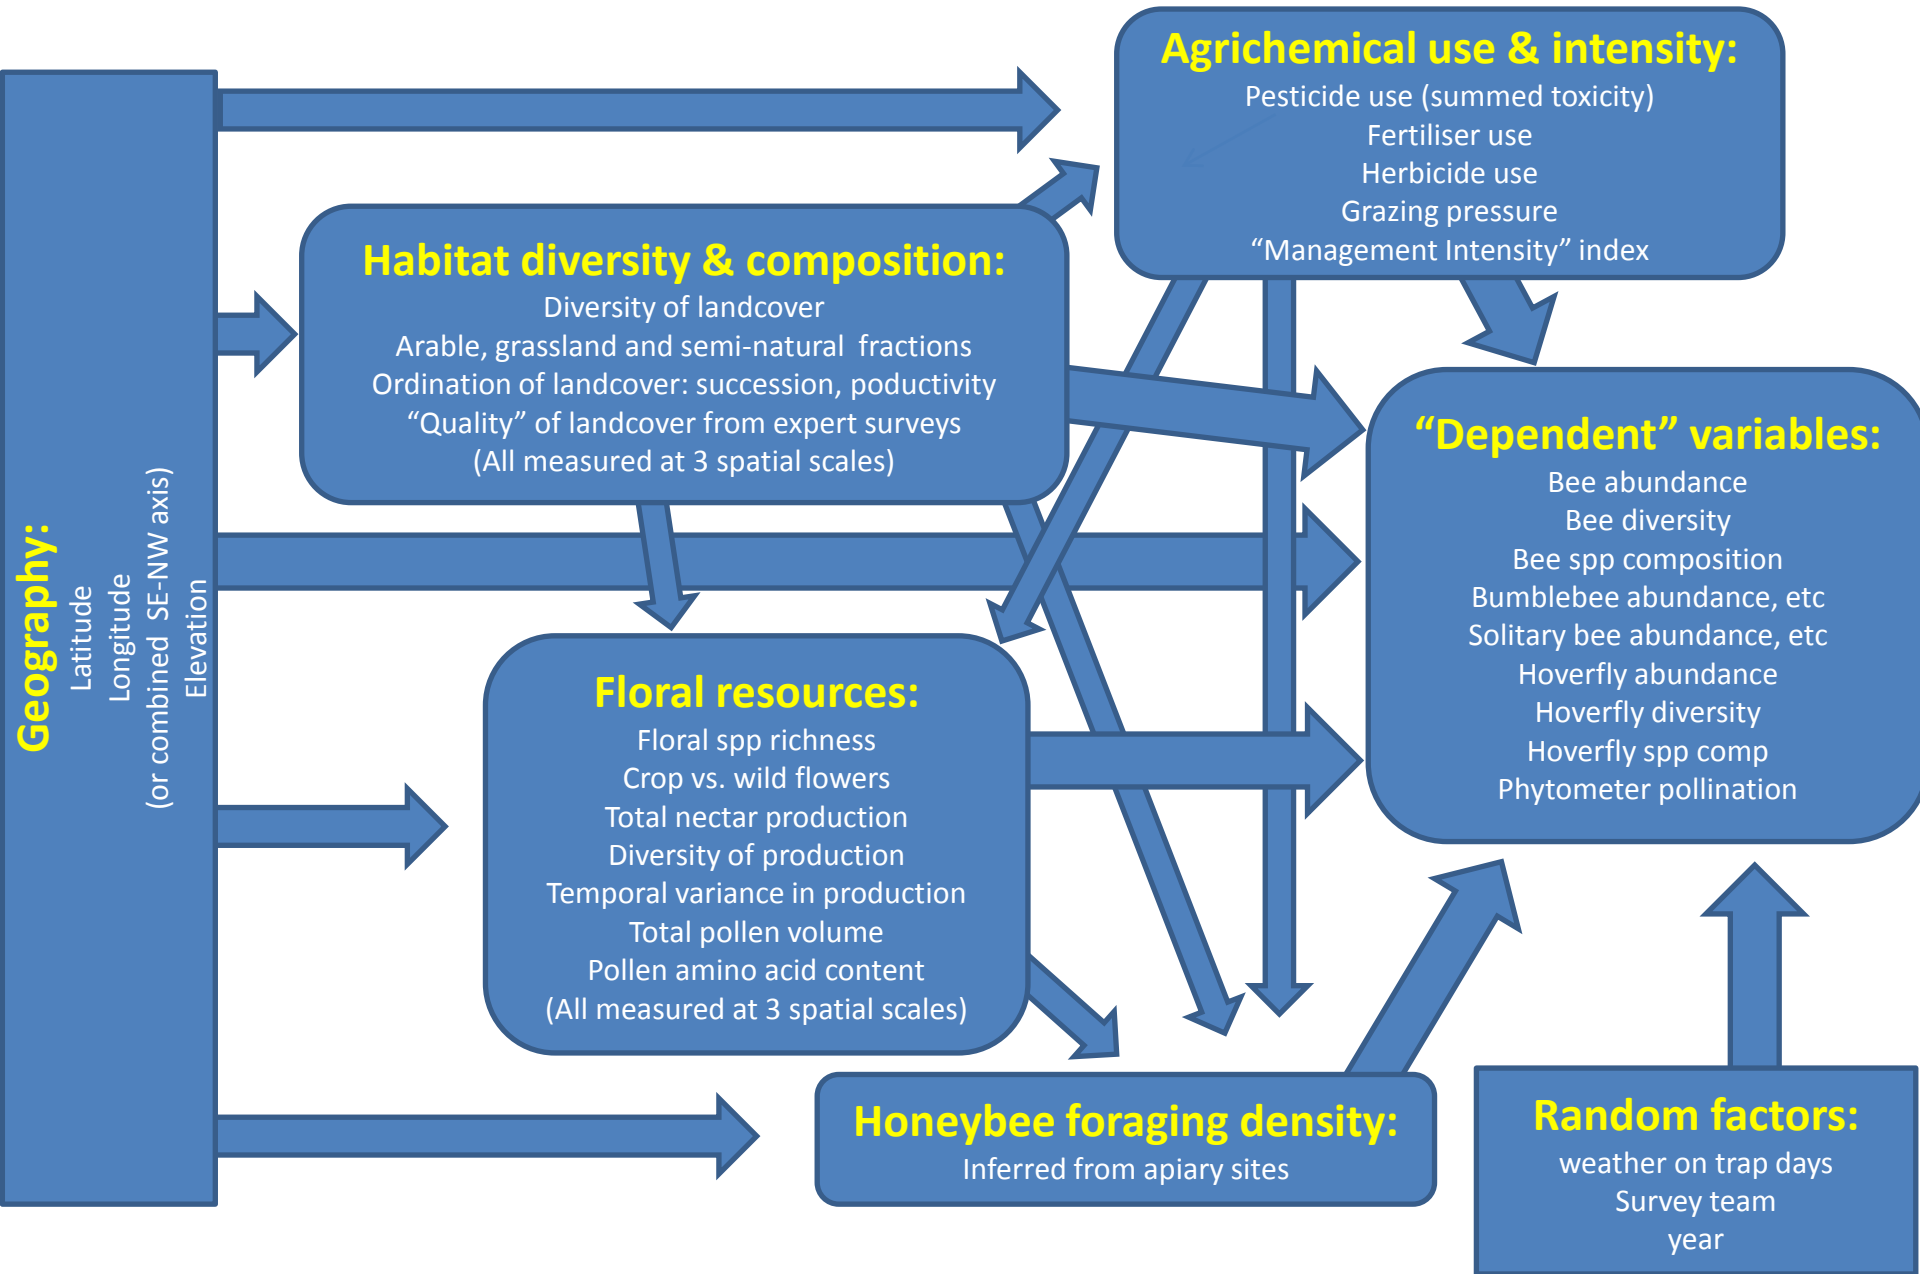 Agrichemical use & intensity:
Pesticide use (summed toxicity)
Fertiliser use
Herbicide use
Grazing pressure
“Management Intensity” index
Habitat diversity & composition:
Diversity of landcover
Arable, grassland and semi-natural fractions
Ordination of landcover: succession, poductivity
“Quality” of landcover from expert surveys
(All measured at 3 spatial scales)
Geography:
Latitude
Longitude
(or combined SE-NW axis)
Elevation
“Dependent” variables:
Bee abundance
Bee diversity
Bee spp composition
Bumblebee abundance, etc
Solitary bee abundance, etc
Hoverfly abundance
Hoverfly diversity
Hoverfly spp comp
Phytometer pollination
Floral resources:
Floral spp richness
Crop vs. wild flowers
Total nectar production
Diversity of production
Temporal variance in production
Total pollen volume
Pollen amino acid content
(All measured at 3 spatial scales)
Honeybee foraging density:
Inferred from apiary sites
Random factors:
weather on trap days
Survey team
year